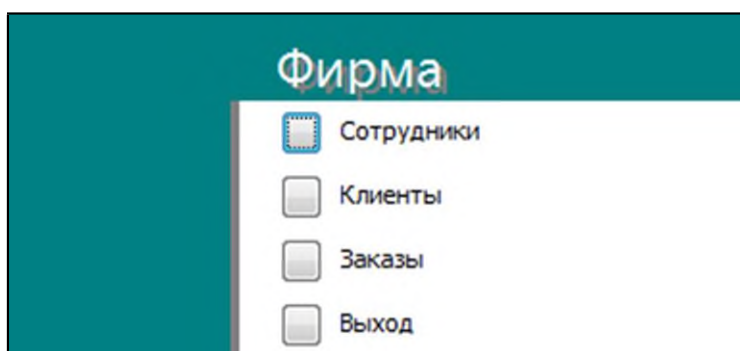 Фирма
Сотрудники
Клиенты
Заказы
Выход